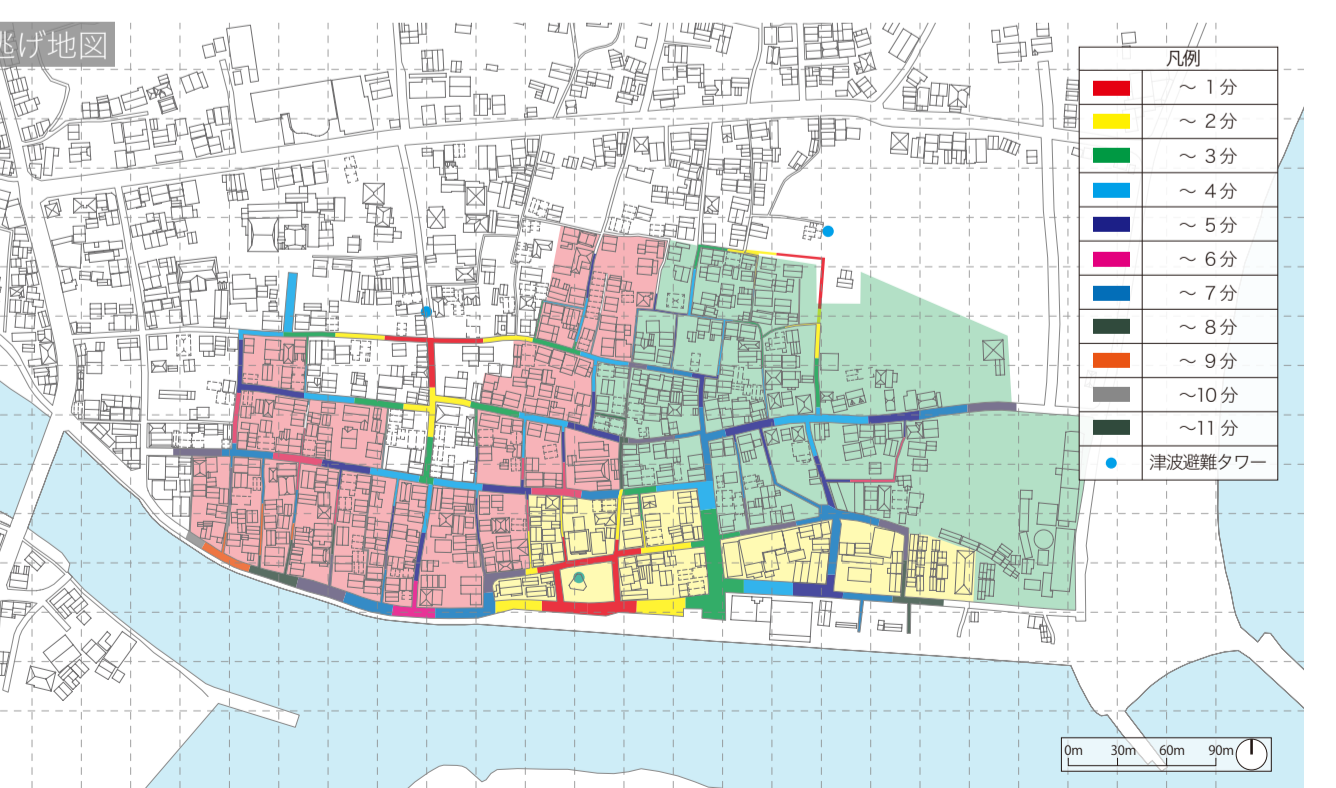 逃げ地図
凡例
～ 1分
～ 2分
～ 3分
～ 4分
～ 5分
～ 6分
～ 7分
～ 8分
～ 9分
～10分
～11分
津波避難タワー
0m 30m 60m 90m